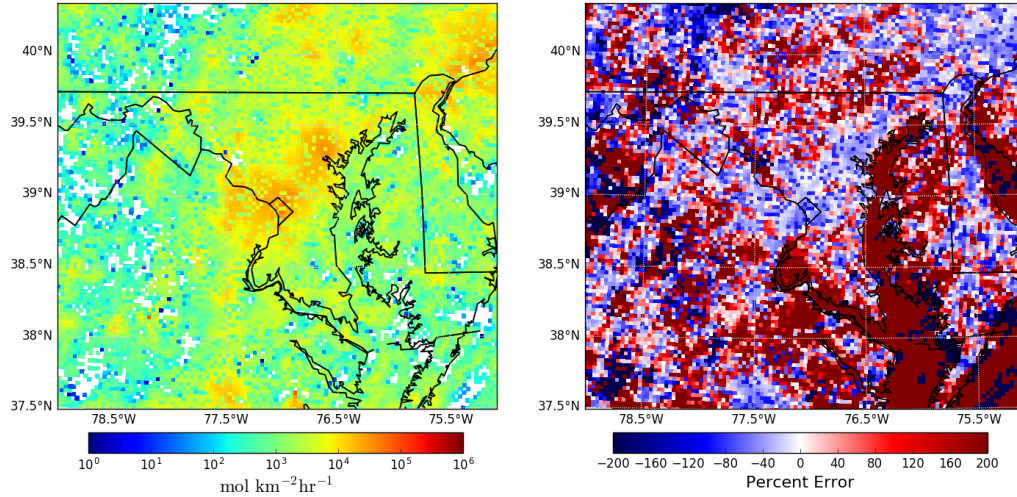 40°N
39.5°N
39°N
38.5°N
38°N
37.5°N
78.5°W 77.5°W 76.5°W 75.5°W
10⁰ 10¹ 10² 10³ 10⁴ 10⁵ 10⁶
mol km⁻²hr⁻¹
40°N
39.5°N
39°N
38.5°N
38°N
37.5°N
78.5°W 77.5°W 76.5°W 75.5°W
−200 −160 −120 −80 −40 0 40 80 120 160 200
Percent Error